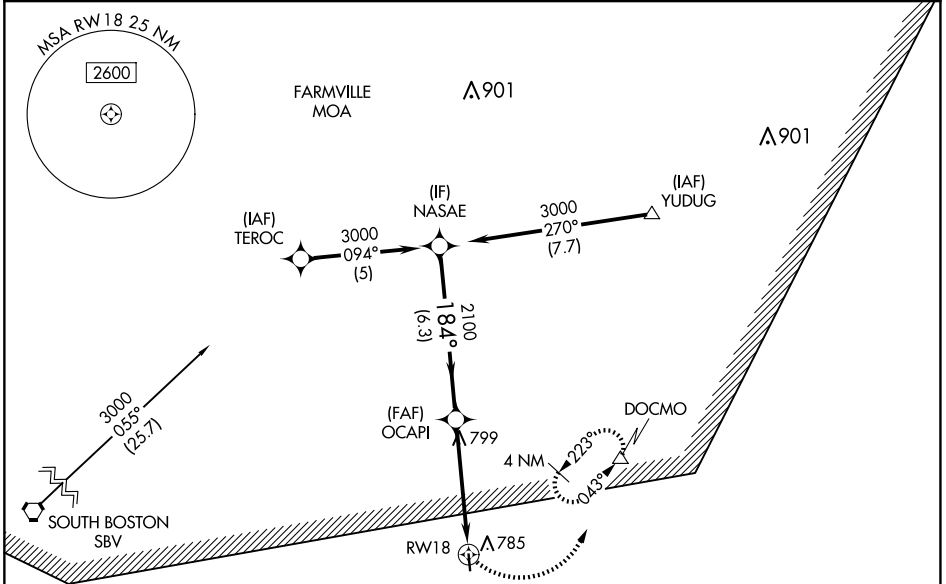 MSA RW18 25 NM
2600
FARMVILLE
MOA
901
901
(IF)
NASAE
(IAF)
YUDUG
(IAF)
TEROC
3000
094°
(5)
3000
270°
(7.7)
2100
184°
(6.3)
3000
055°
(25.7)
(FAF)
OCAPI
799
DOCMO
4 NM
223°
043°
SOUTH BOSTON
SBV
RW18
785